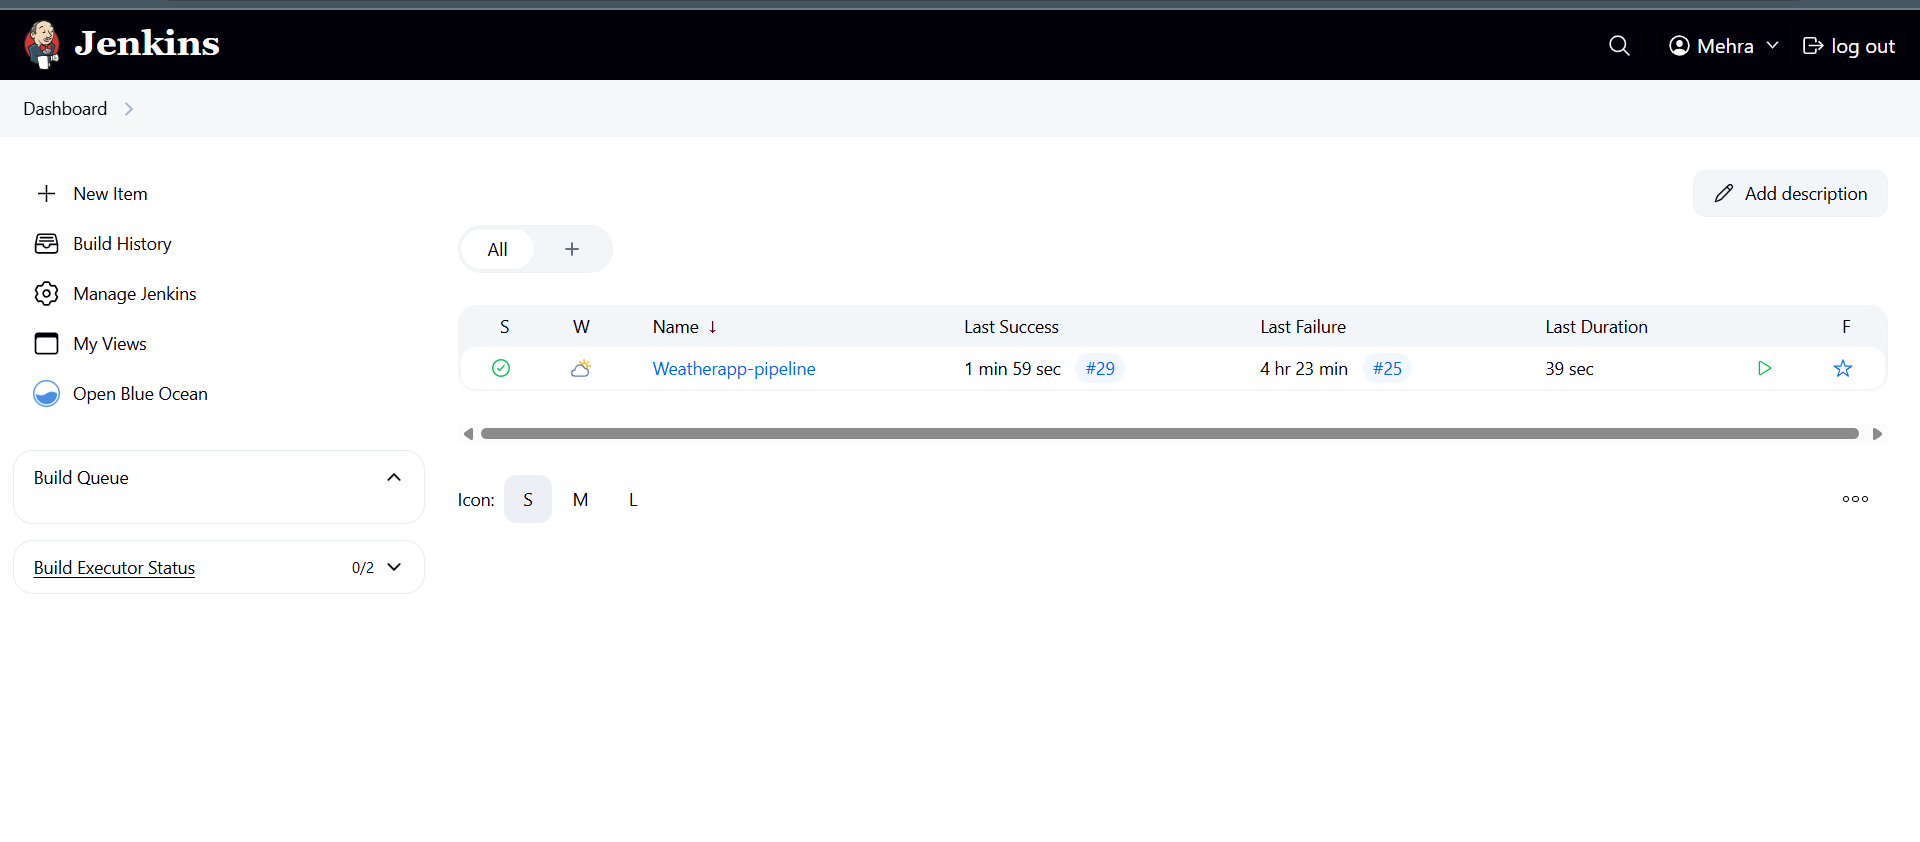 Jenkins
Mehra
log out
Dashboard
New Item
Build History
Manage Jenkins
My Views
Open Blue Ocean
Build Queue
Build Executor Status 0/2
Add description
All +
S W Name ↓ Last Success Last Failure Last Duration F
Weatherapp-pipeline 1 min 59 sec #29 4 hr 23 min #25 39 sec
Icon: S M L